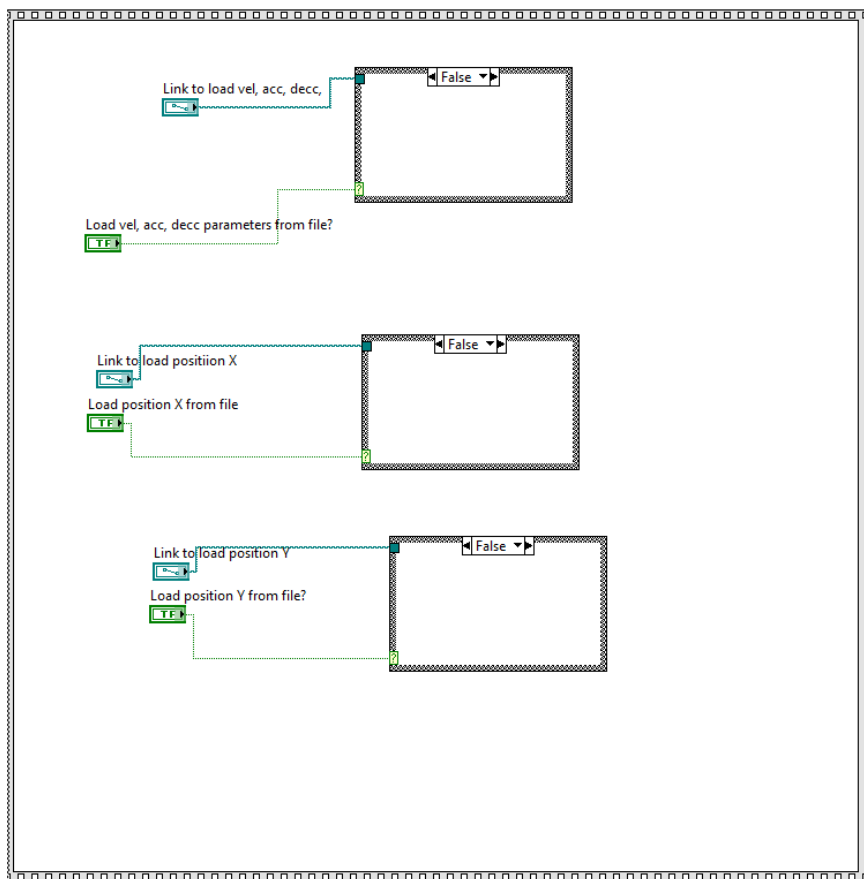 False
Link to load vel, acc, decc,
?
Load vel, acc, decc parameters from file?
TF
False
Link to load positiion X
Load position X from file
TF
?
False
Link to load position Y
Load position Y from file?
TF
?